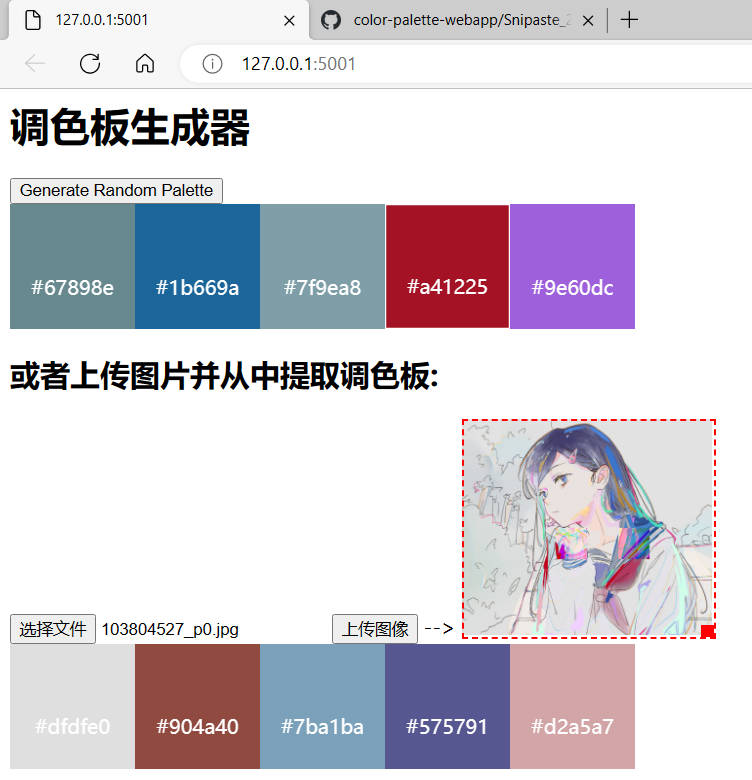 127.0.0.1:5001
color-palette-webapp/Snipaste_2
127.0.0.1:5001
调色板生成器
Generate Random Palette
#67898e #1b669a #7f9ea8 #a41225 #9e60dc
或者上传图片并从中提取调色板:
选择文件 103804527_p0.jpg 上传图像 -->
#dfdfe0 #904a40 #7ba1ba #575791 #d2a5a7